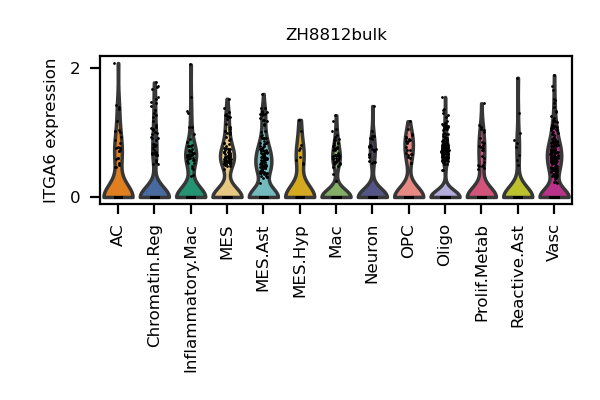 ZH8812bulk
ITGA6 expression
2
0
AC
Chromatin.Reg
Inflammatory.Mac
MES
MES.Ast
MES.Hyp
Mac
Neuron
OPC
Oligo
Prolif.Metab
Reactive.Ast
Vasc